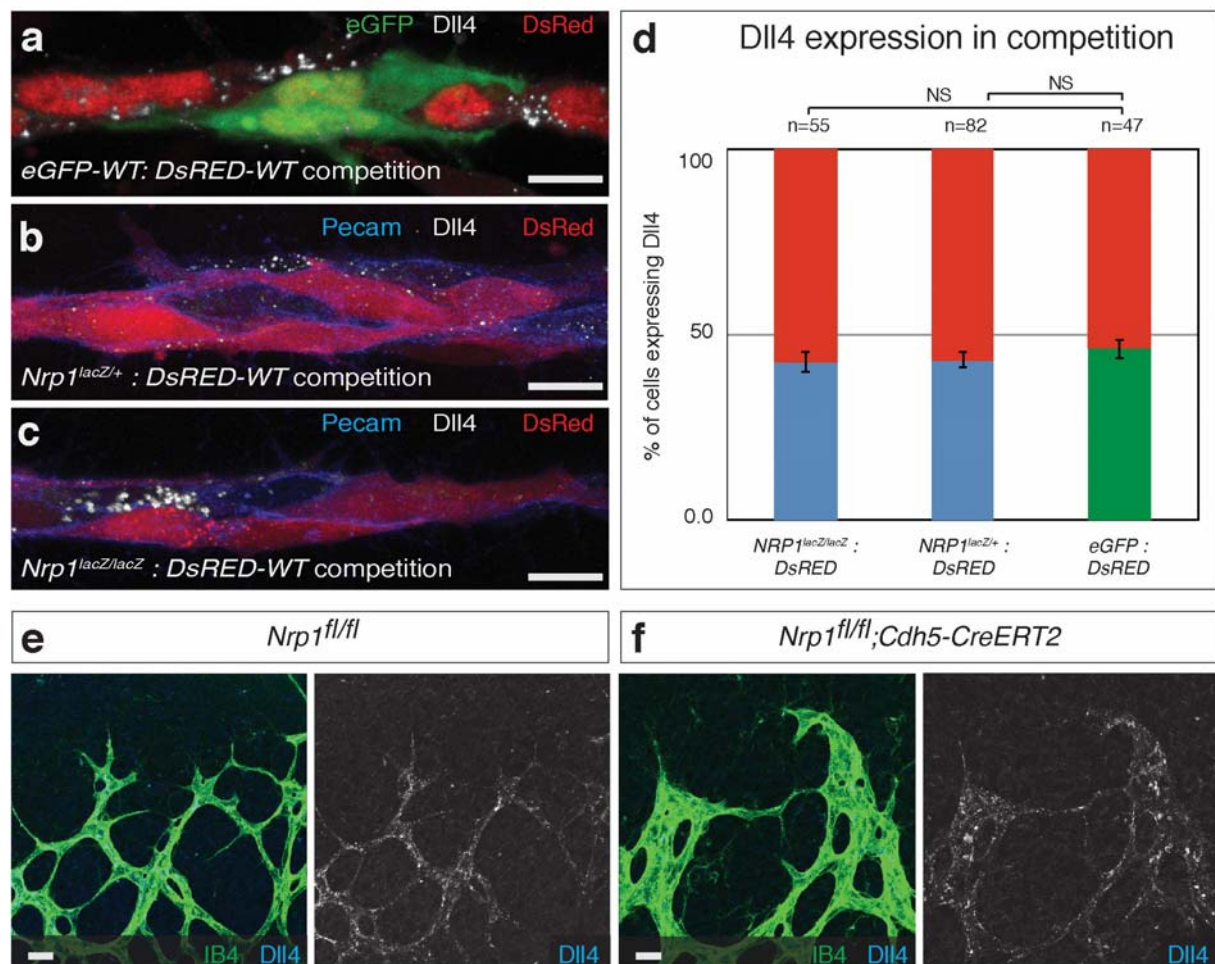 a
eGFP Dll4 DsRed
eGFP-WT: DsRED-WT competition
b
Pecam Dll4 DsRed
Nrp1lacZ/+ : DsRED-WT competition
c
Pecam Dll4 DsRed
Nrp1lacZ/lacZ : DsRED-WT competition
d
Dll4 expression in competition
NS
NS
n=55 n=82 n=47
100
50
0.0
% of cells expressing Dll4
NRP1lacZ/lacZ : DsRED
NRP1lacZ/+ : DsRED
eGFP : DsRED
e
Nrp1fl/fl
IB4 Dll4
Dll4
f
Nrp1fl/fl;Cdh5-CreERT2
IB4 Dll4
Dll4